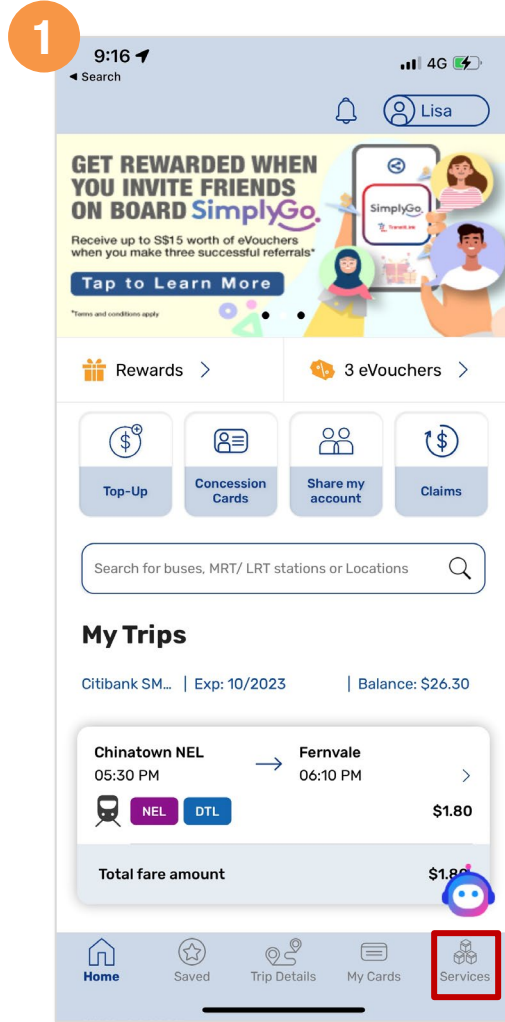 1
9:16
4G
◀ Search
Lisa
GET REWARDED WHEN
YOU INVITE FRIENDS
ON BOARD SimplyGo.
Receive up to S$15 worth of eVouchers
when you make three successful referrals*
Tap to Learn More
*Terms and conditions apply
SimplyGo
TransitLink
Rewards >
3 eVouchers >
Top-Up
Concession
Cards
Share my
account
Claims
Search for buses, MRT/ LRT stations or Locations
My Trips
Citibank SM... | Exp: 10/2023 | Balance: $26.30
Chinatown NEL → Fernvale
05:30 PM 06:10 PM >
NEL DTL $1.80
Total fare amount
Home Saved Trip Details My Cards Services